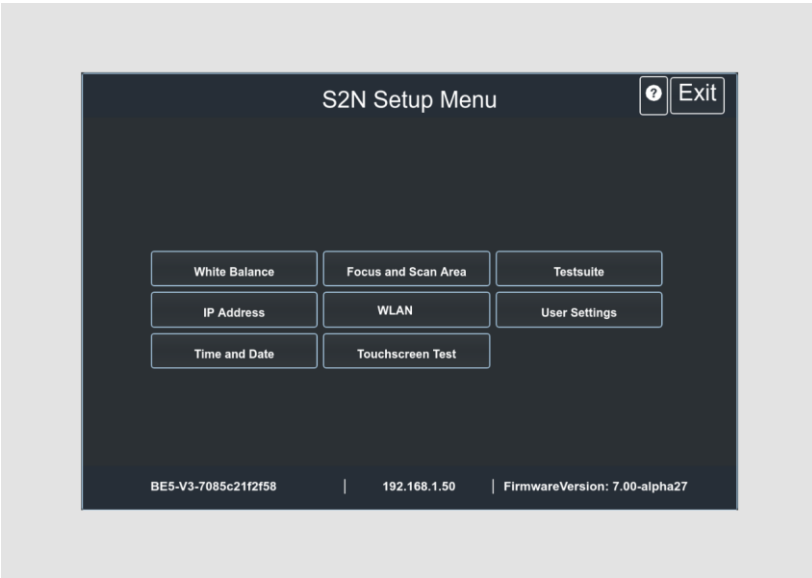 S2N Setup Menu ? Exit
White Balance Focus and Scan Area Testsuite
IP Address WLAN User Settings
Time and Date Touchscreen Test
BE5-V3-7085c21f2f58 | 192.168.1.50 | FirmwareVersion: 7.00-alpha27